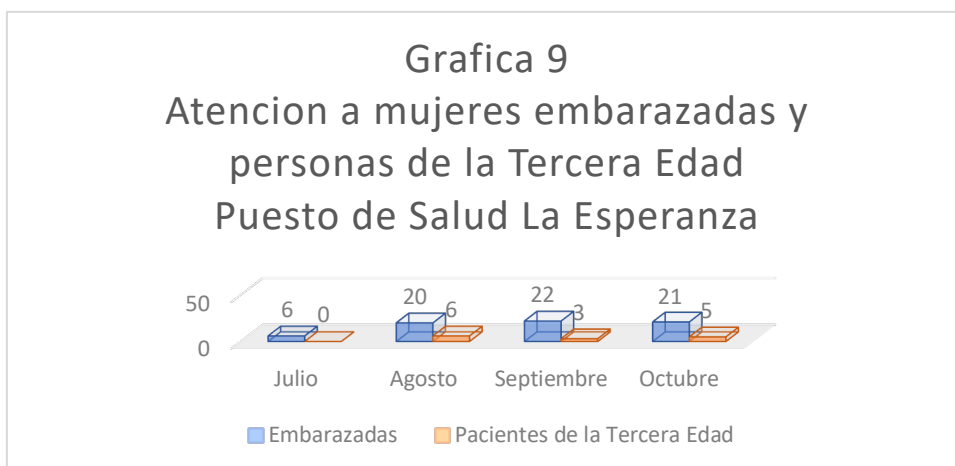 Grafica 9
Atencion a mujeres embarazadas y
personas de la Tercera Edad
Puesto de Salud La Esperanza
50
0
6 0 20 6 22 3 21 5
Julio Agosto Septiembre Octubre
Embarazadas Pacientes de la Tercera Edad